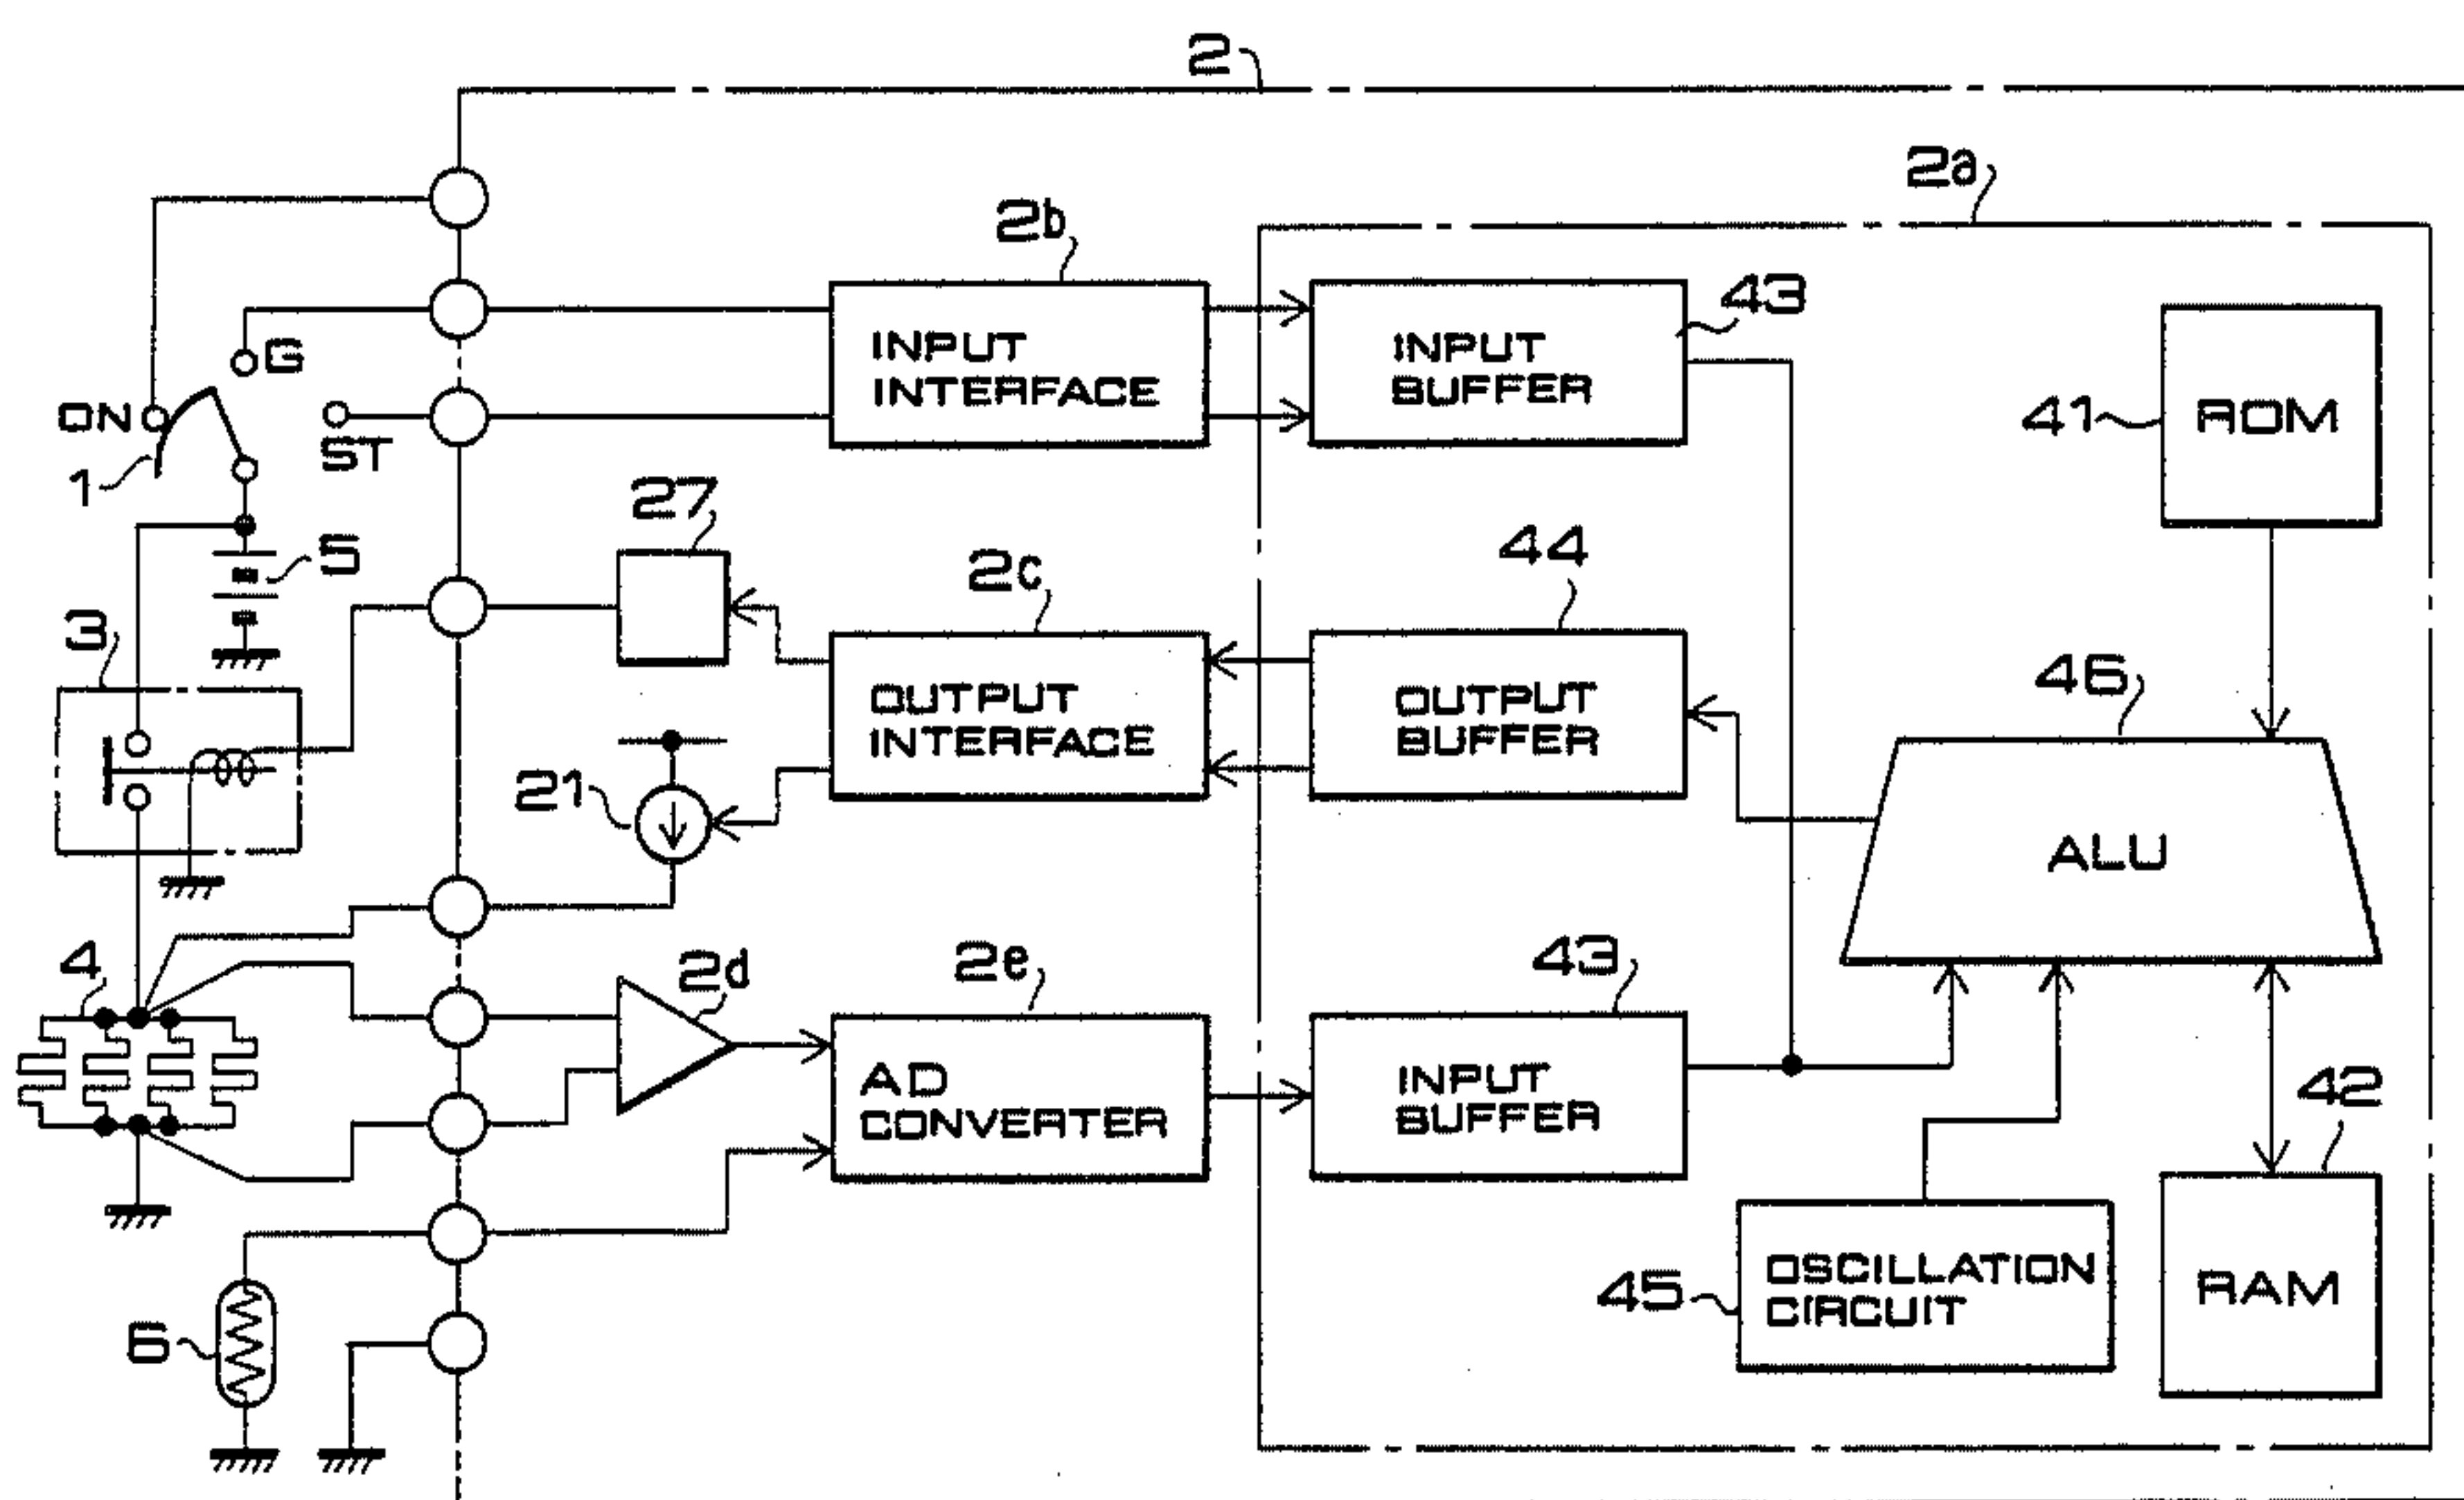 2
2a
2b
G
ON
ST
1
INPUT
INTERFACE
INPUT
BUFFER
43
41
ROM
27
5
2c
44
3
OUTPUT
INTERFACE
OUTPUT
BUFFER
46
21
ALU
4
2d
2e
43
AD
CONVERTER
INPUT
BUFFER
42
6
45
OSCILLATION
CIRCUIT
RAM